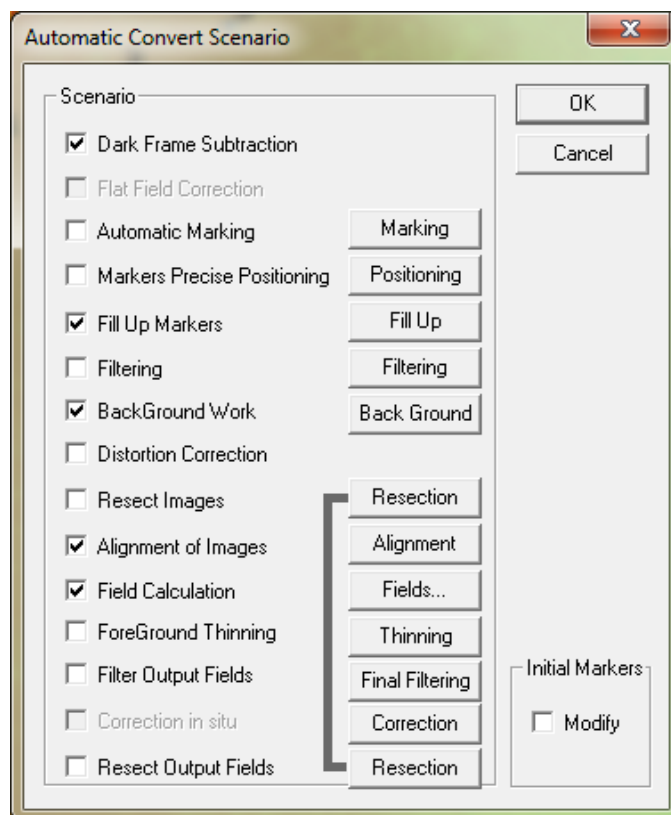 Automatic Convert Scenario
Scenario
OK
Dark Frame Subtraction
Cancel
Flat Field Correction
Automatic Marking
Marking
Markers Precise Positioning
Positioning
Fill Up Markers
Fill Up
Filtering
Filtering
BackGround Work
Back Ground
Distortion Correction
Resect Images
Resection
Alignment of Images
Alignment
Field Calculation
Fields...
ForeGround Thinning
Thinning
Filter Output Fields
Final Filtering
Correction in situ
Correction
Resect Output Fields
Resection
Initial Markers
Modify